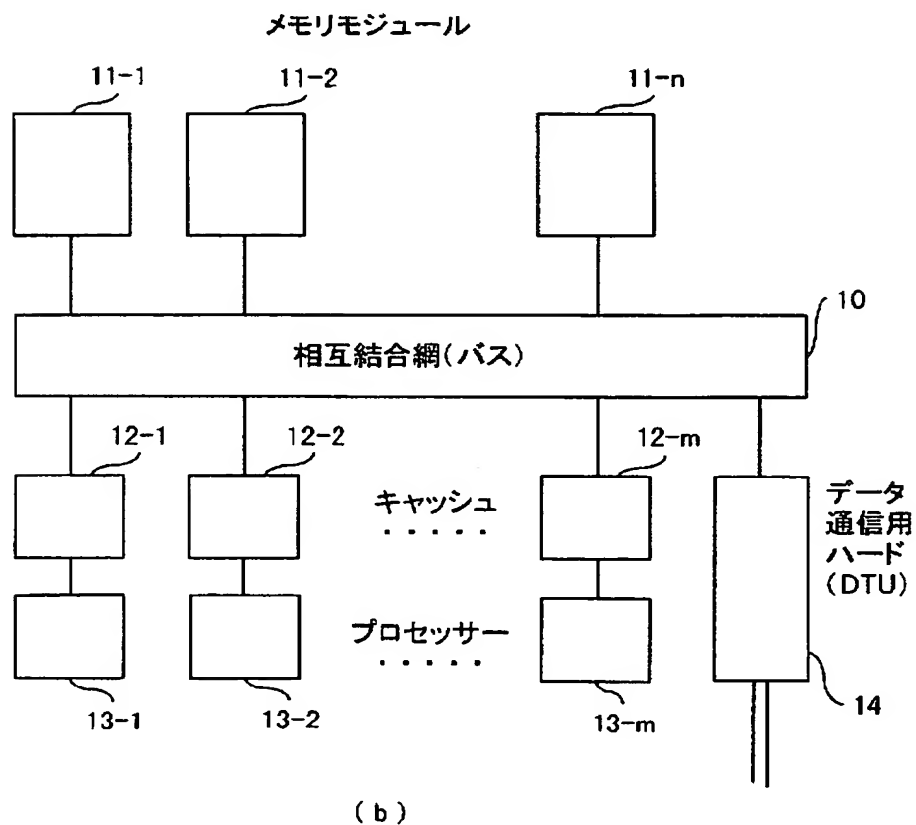 メモリモジュール
11-1
11-2
11-n
10
相互結合網(バス)
12-1
12-2
12-m
キャッシュ
・・・・・
データ
通信用
ハード
(DTU)
プロセッサー
・・・・・
13-1
13-2
13-m
14
(b)